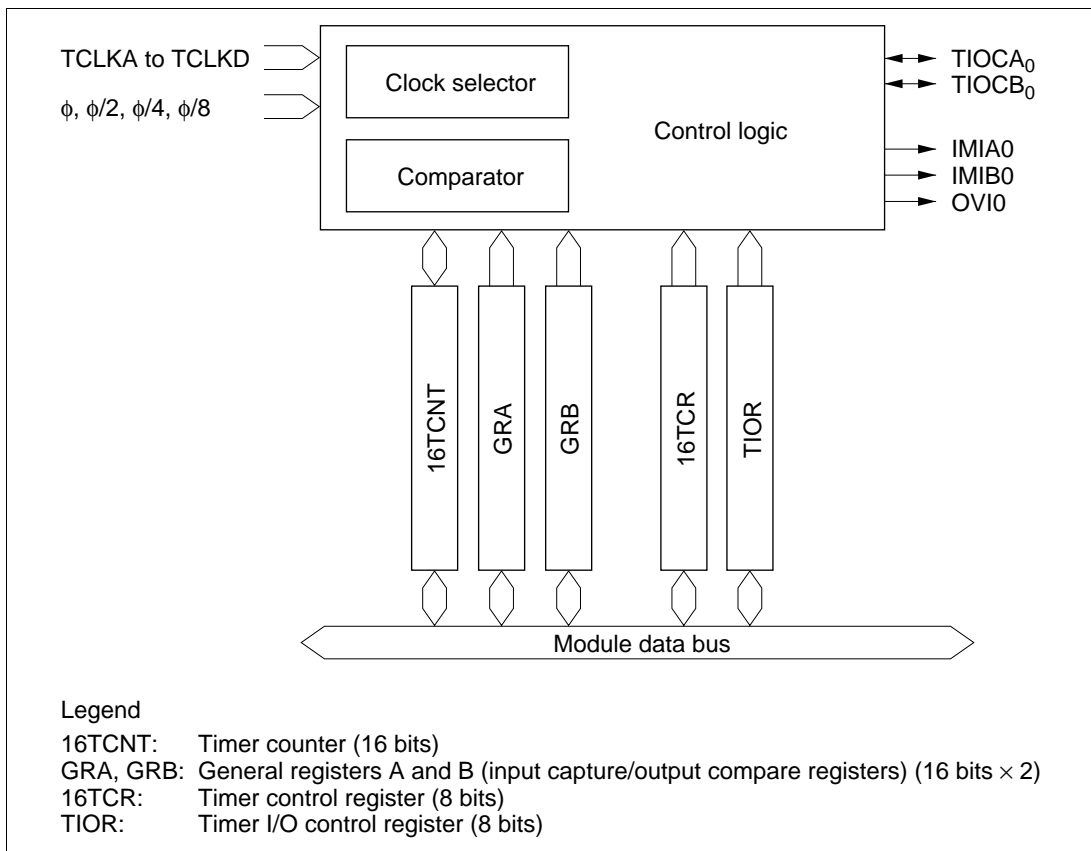 TCLKA to TCLKD
ϕ, ϕ/2, ϕ/4, ϕ/8
Clock selector
Comparator
Control logic
TIOCA₀
TIOCB₀
IMIA0
IMIB0
OVI0
16TCNT
GRA
GRB
16TCR
TIOR
Module data bus
Legend
16TCNT: Timer counter (16 bits)
GRA, GRB: General registers A and B (input capture/output compare registers) (16 bits × 2)
16TCR: Timer control register (8 bits)
TIOR: Timer I/O control register (8 bits)